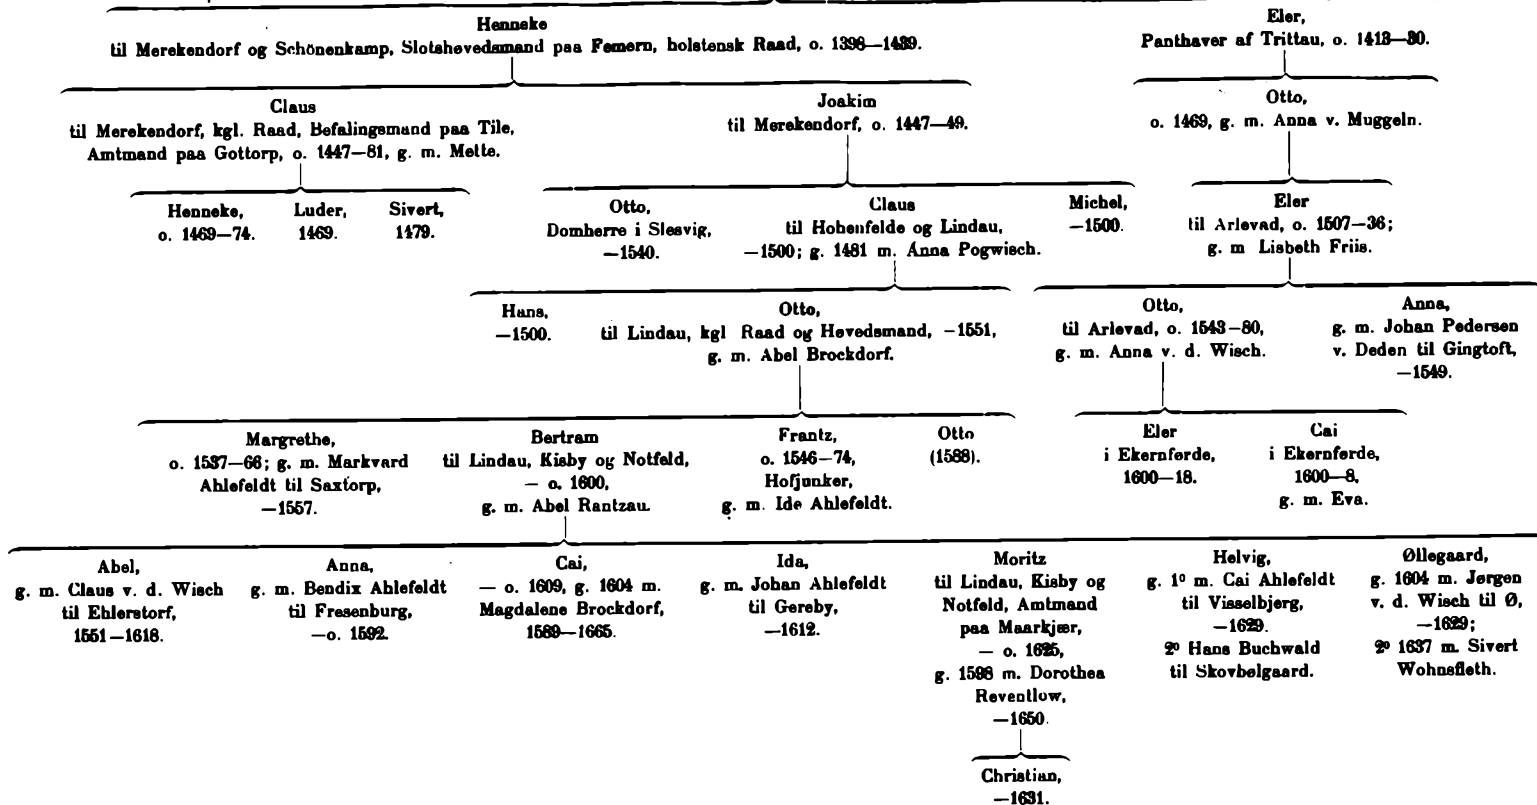 Henneke
til Merekendorf og Schönenkamp, Slotshøvedsmand paa Femern, holstensk Raad, o. 1398—1439.
Eler,
Panthaver af Trittau, o. 1413—30.
Claus
til Merekendorf, kgl. Raad, Befalingsmand paa Tile,
Amtmand paa Gottorp, o. 1447—81, g. m. Mette.
Joakim
til Merekendorf, o. 1447—49.
Otto,
o. 1469, g. m. Anna v. Muggeln.
Henneke,
o. 1469—74.
Luder,
1469.
Sivert,
1479.
Otto,
Domherre i Slesvig,
—1540.
Claus
til Hohenfelde og Lindau,
—1500; g. 1481 m. Anna Pogwisch.
Michel,
—1500.
Eler
til Arlevad, o. 1507—36;
g. m Lisbeth Friis.
Hans,
—1500.
Otto,
til Lindau, kgl Raad og Høvedsmand, —1551,
g. m. Abel Brockdorf.
Otto,
til Arlevad, o. 1543—80,
g. m. Anna v. d. Wisch.
Anna,
g. m. Johan Pedersen
v. Deden til Gingtoft,
—1549.
Margrethe,
o. 1537—66; g. m. Markvard
Ahlefeldt til Saxtorp,
—1557.
Bertram
til Lindau, Kisby og Notfeld,
— o. 1600,
g. m. Abel Rantzau.
Frantz,
o. 1546—74,
Hofjunker,
g. m. Ide Ahlefeldt.
Otto
(1588).
Eler
i Ekernførde,
1600—18.
Cai
i Ekernførde,
1600—8,
g. m. Eva.
Abel,
g. m. Claus v. d. Wisch
til Ehlerstorf,
1551—1618.
Anna,
g. m. Bendix Ahlefeldt
til Fresenburg,
—o. 1592.
Cai,
— o. 1609, g. 1604 m.
Magdalene Brockdorf,
1589—1665.
Ida,
g. m. Johan Ahlefeldt
til Gereby,
—1612.
Moritz
til Lindau, Kisby og
Notfeld, Amtmand
paa Maarkjær,
— o. 1625,
g. 1598 m. Dorothea
Reventlow,
—1650.
Helvig,
g. 1º m. Cai Ahlefeldt
til Visselbjerg,
—1629.
2º Hans Buchwald
til Skovbølgaard.
Øllegaard,
g. 1604 m. Jørgen
v. d. Wisch til Ø,
—1629;
2º 1637 m. Sivert
Wohnsfleth.
Christian,
—1631.